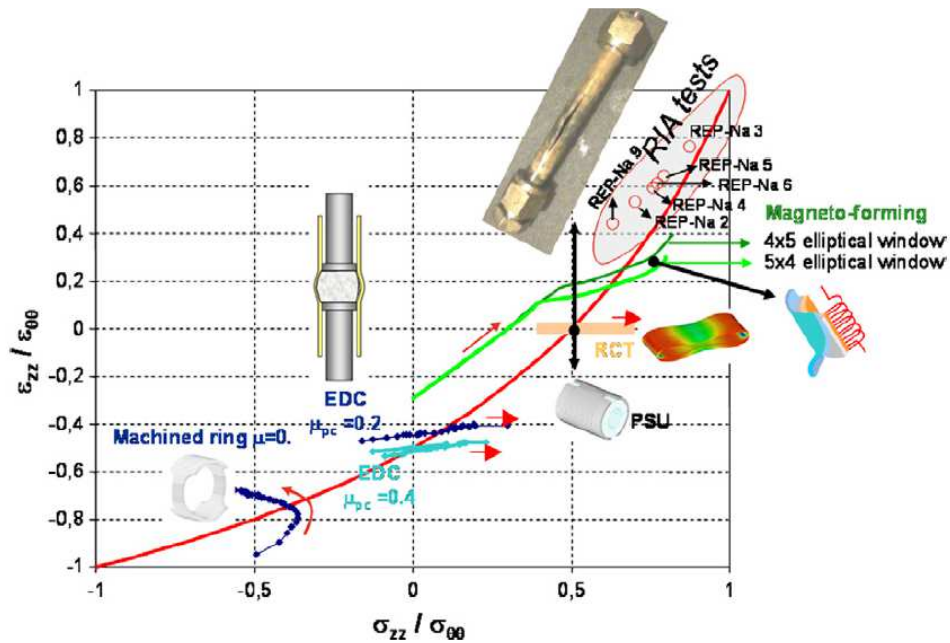 RIA tests
REP-Na 3
REP-Na 9
REP-Na 5
REP-Na 6
REP-Na 4
REP-Na 2
Magneto-forming
4x5 elliptical window
5x4 elliptical window
RCT
PSU
EDC
μpc=0.2
Machined ring μ=0.
EDC
μpc =0.4
1
0,8
0,6
0,4
0,2
0
-0,2
-0,4
-0,6
-0,8
-1
-1
-0,5
0
0,5
1
εzz / εθθ
σzz / σθθ